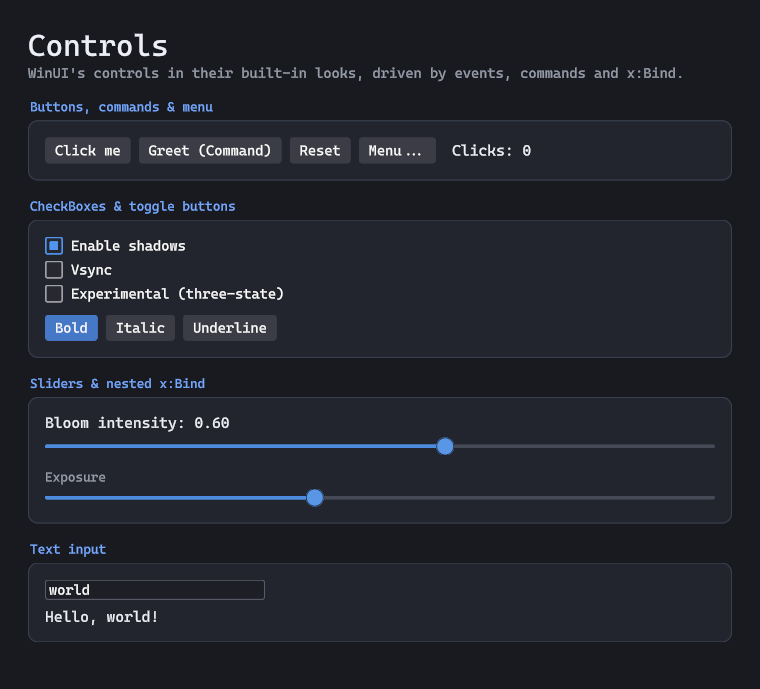 Controls
WinUI's controls in their built-in looks, driven by events, commands and x:Bind.
Buttons, commands & menu
Click me Greet (Command) Reset Menu... Clicks: 0
CheckBoxes & toggle buttons
Enable shadows
Vsync
Experimental (three-state)
Bold Italic Underline
Sliders & nested x:Bind
Bloom intensity: 0.60
Exposure
Text input
world
Hello, world!